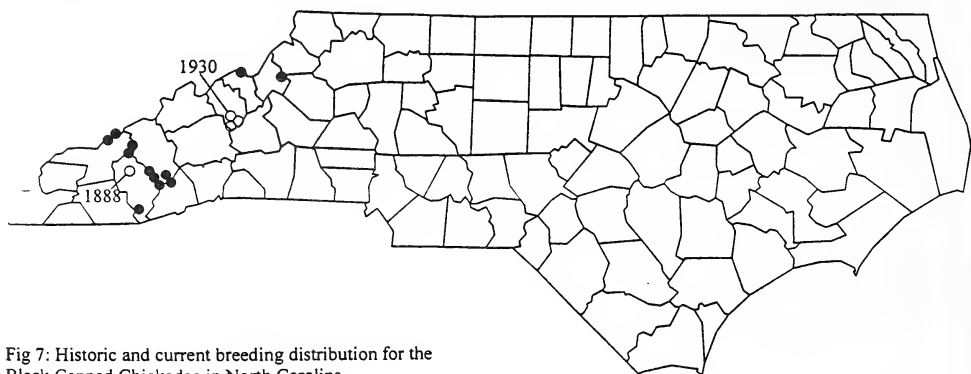 1930
1888
Fig 7: Historic and current breeding distribution for the
Black-Capped Chickadee in North Carolina